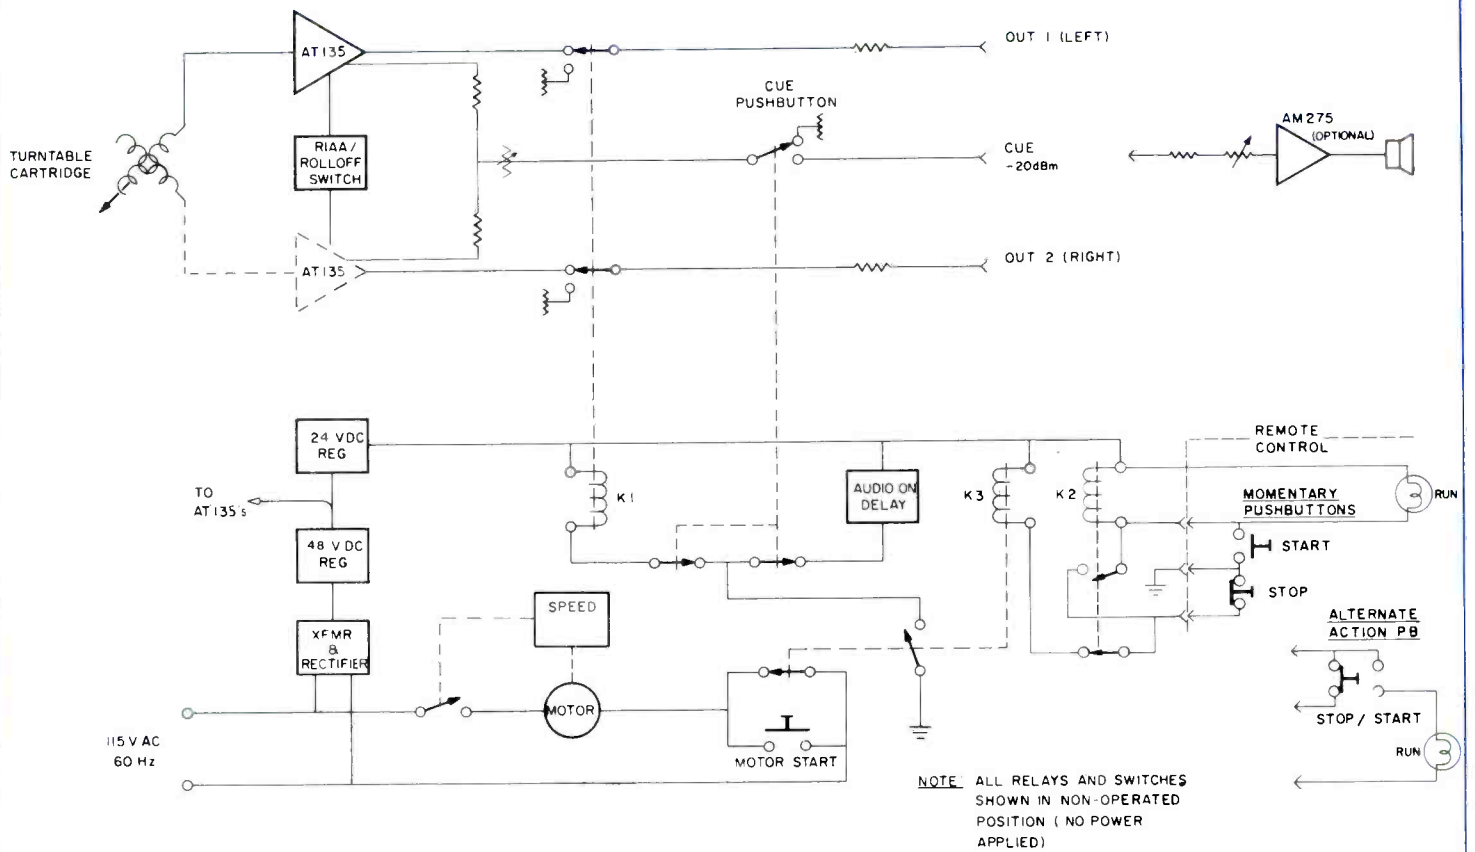 AT135
OUT 1 (LEFT)
CUE
PUSHBUTTON
TURNTABLE
CARTRIDGE
RIAA/
ROLLOFF
SWITCH
CUE
-20dBm
AM275
(OPTIONAL)
AT135
OUT 2 (RIGHT)
24 VDC
REG
TO
AT135's
48 VDC
REG
XFMR
&
RECTIFIER
115V AC
60 Hz
K1
AUDIO ON
DELAY
K3
K2
REMOTE
CONTROL
MOMENTARY
PUSHBUTTONS
RUN
START
STOP
SPEED
MOTOR
MOTOR START
ALTERNATE
ACTION PB
STOP / START
RUN
NOTE: ALL RELAYS AND SWITCHES
SHOWN IN NON-OPERATED
POSITION ( NO POWER
APPLIED)